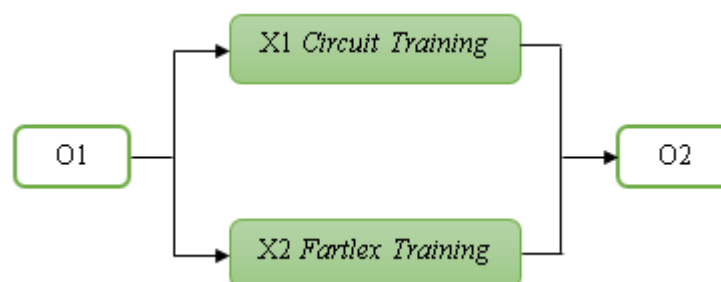 X1 Circuit Training
O1
O2
X2 Fartlex Training